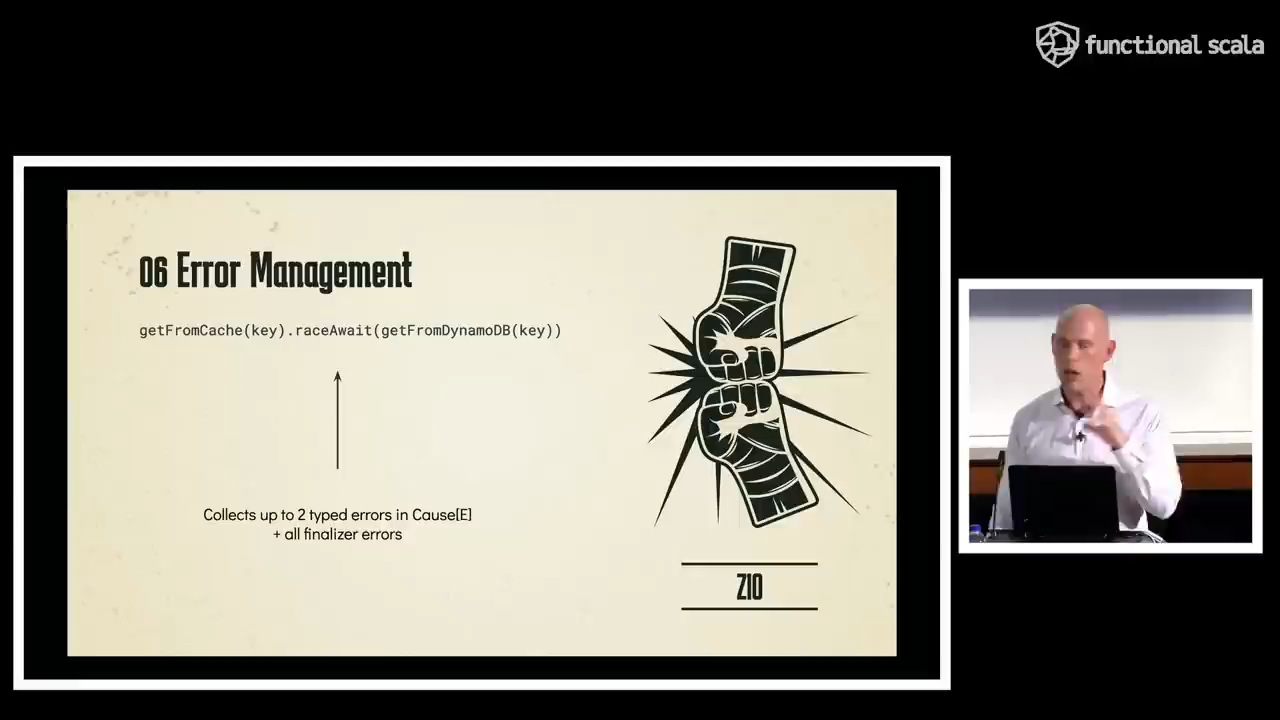 functional scala
06 Error Management
getFromCache(key).raceAwait(getFromDynamoDB(key))
Collects up to 2 typed errors in Cause[E]
+ all finalizer errors
ZIO